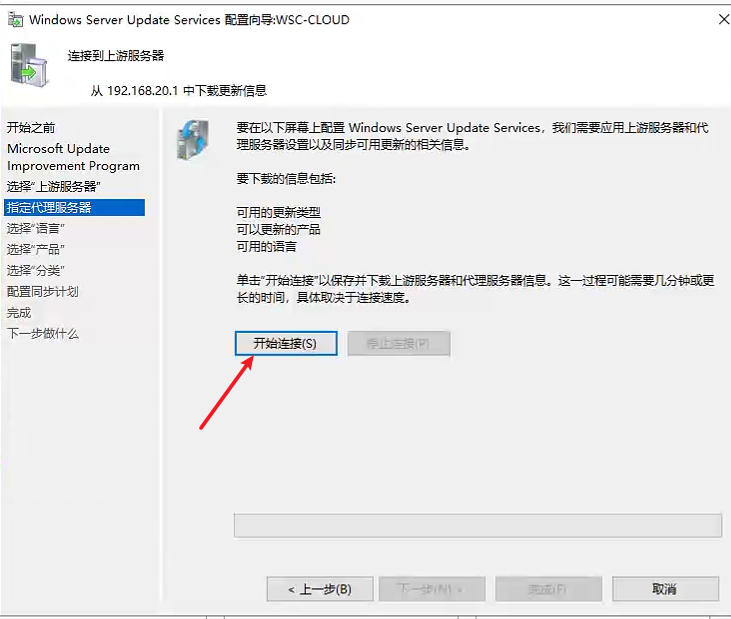 Windows Server Update Services 配置向导:WSC-CLOUD
连接到上游服务器
从 192.168.20.1 中下载更新信息
开始之前
Microsoft Update
Improvement Program
选择“上游服务器”
指定代理服务器
选择“语言”
选择“产品”
选择“分类”
配置同步计划
完成
下一步做什么
要在以下屏幕上配置 Windows Server Update Services，我们需要应用上游服务器和代
理服务器设置以及同步可用更新的相关信息。
要下载的信息包括:
可用的更新类型
可以更新的产品
可用的语言
单击“开始连接”以保存并下载上游服务器和代理服务器信息。这一过程可能需要几分钟或更
长的时间，具体取决于连接速度。
开始连接(S)
停止连接(P)
< 上一步(B)
下一步(N) >
完成(F)
取消